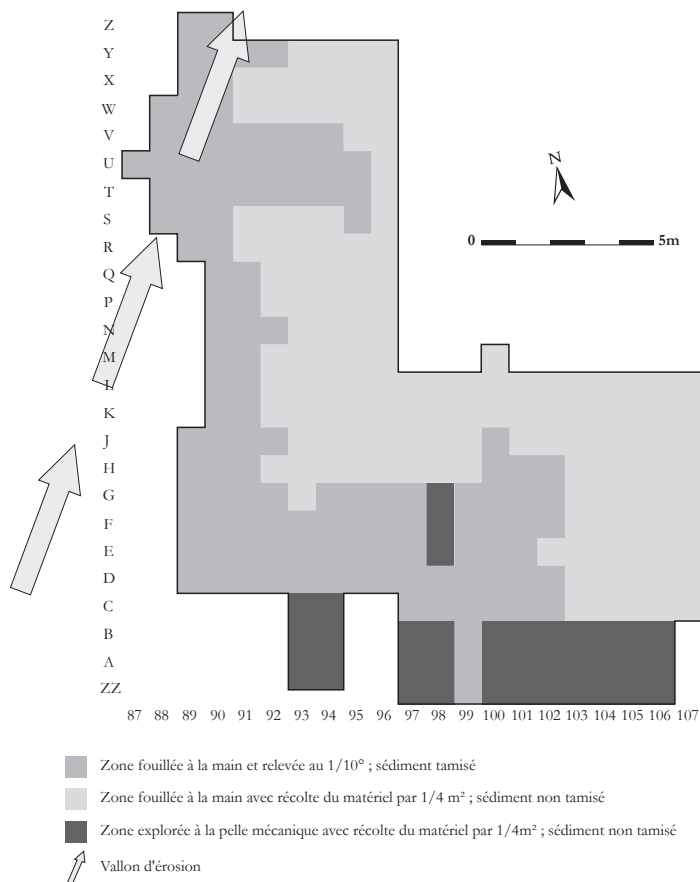 Z
Y
X
W
V
U
T
S
R
Q
P
N
M
L
K
J
H
G
F
E
D
C
B
A
ZZ
N
0 5m
87 88 89 90 91 92 93 94 95 96 97 98 99 100 101 102 103 104 105 106 107
Zone fouillée à la main et relevée au 1/10° ; sédiment tamisé
Zone fouillée à la main avec récolte du matériel par 1/4 m² ; sédiment non tamisé
Zone explorée à la pelle mécanique avec récolte du matériel par 1/4m² ; sédiment non tamisé
Vallon d'érosion